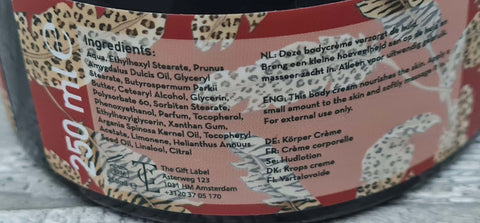 250 ml e
Ingredients:
Aqua, Ethylhexyl Stearate, Prunus
Amygdalus Dulcis Oil, Glyceryl
Stearate, Butyrospermum Parkii
Butter, Cetearyl Alcohol, Glycerin,
Polysorbate 60, Sorbitan Stearate,
Phenoxyethanol, Parfum, Tocopherol,
Ethylhexylglycerin, Xanthan Gum,
Argania Spinosa Kernel Oil, Tocopheryl
Acetate, Limonene, Helianthus Annuus
Seed Oil, Linalool, Citral
The Gift Label
Asterweg 123
1031 HM Amsterdam
+3120 37 05 170
NL: Deze bodycreme verzorgt de huid.
Breng een kleine hoeveelheid aan op de huid en
masseer zacht in. Alleen voor uitwendig gebruik.
ENG: This body Cream nourishes the skin. Apply a
small amount to the skin and softly massage
For external use only.
DE: Körper Crème
FR: Crème corporelle
SE: Hudlotion
DK: Krops creme
FI: Vartalovoide